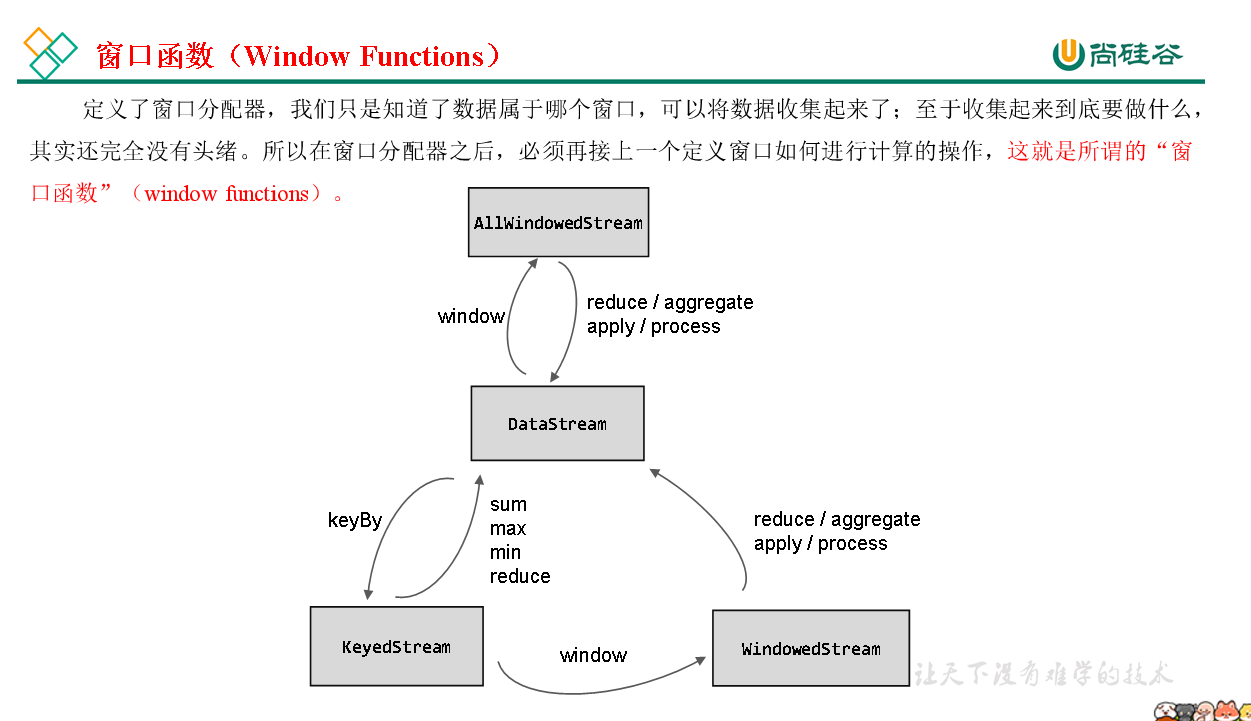 窗口函数（Window Functions）
尚硅谷
定义了窗口分配器，我们只是知道了数据属于哪个窗口，可以将数据收集起来了；至于收集起来到底要做什么，
其实还完全没有头绪。所以在窗口分配器之后，必须再接上一个定义窗口如何进行计算的操作，这就是所谓的“窗
口函数”（window functions）。
AllWindowedStream
window
reduce / aggregate
apply / process
DataStream
keyBy
sum
max
min
reduce
reduce / aggregate
apply / process
KeyedStream
window
WindowedStream
让天下没有难学的技术